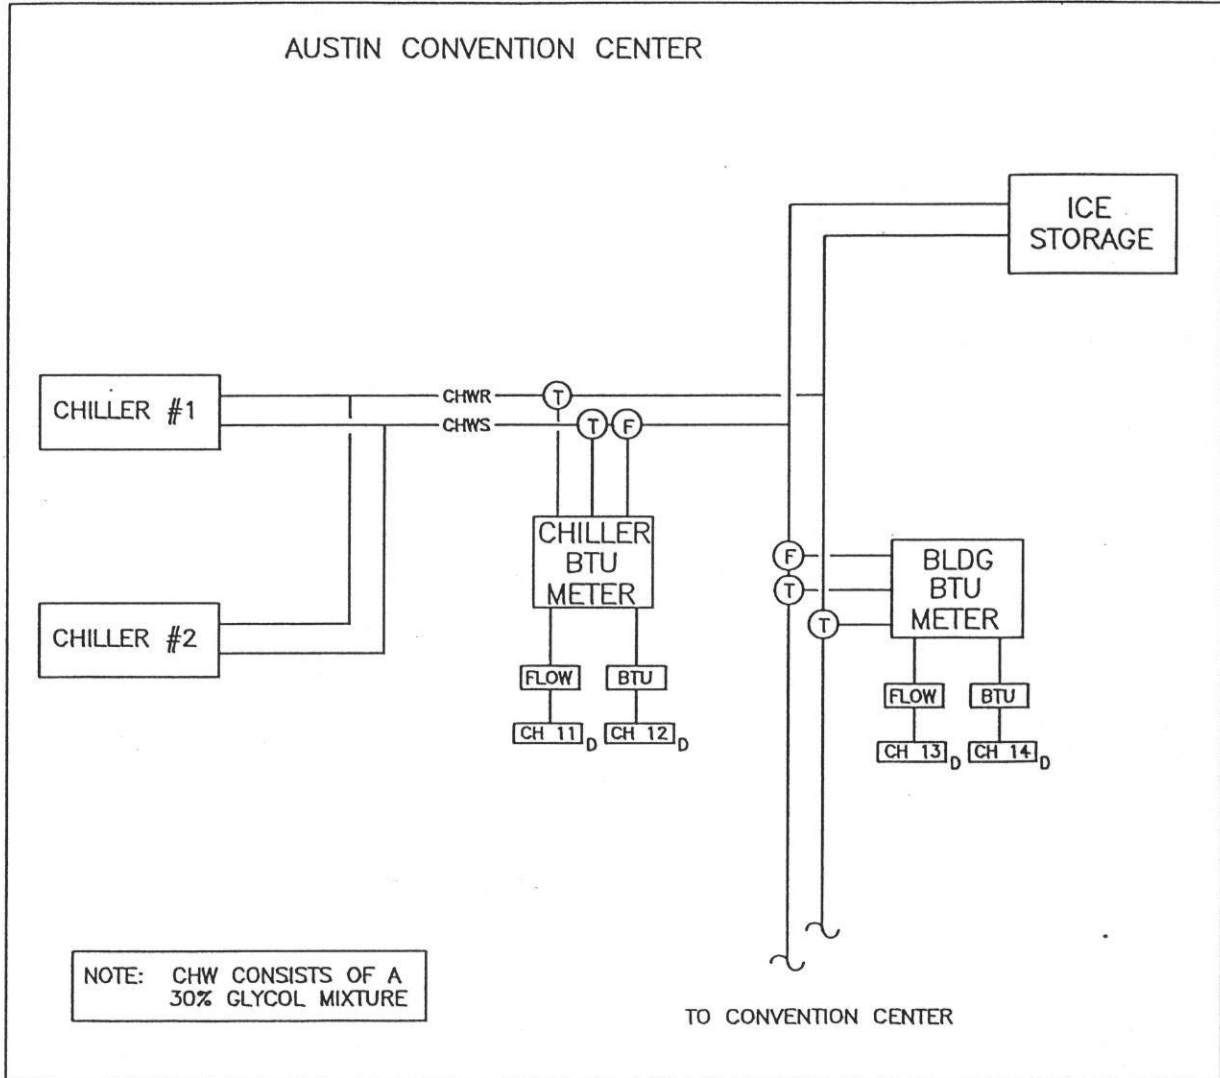 AUSTIN CONVENTION CENTER
ICE
STORAGE
CHILLER #1
CHWR
T
CHWS
T
F
CHILLER
BTU
METER
F
T
T
BLDG
BTU
METER
CHILLER #2
FLOW
BTU
CH 11
D
CH 12
D
FLOW
BTU
CH 13
D
CH 14
D
NOTE: CHW CONSISTS OF A
30% GLYCOL MIXTURE
TO CONVENTION CENTER